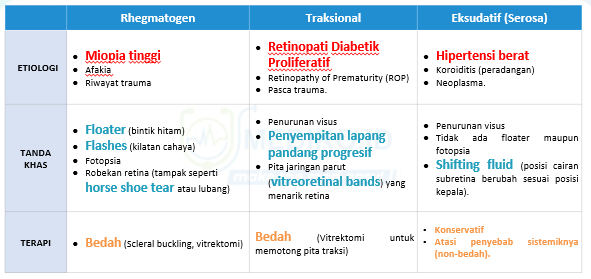 Rhegmatogen
Traksional
Eksudatif (Serosa)
ETIOLOGI
Miopia tinggi
Afakia
Riwayat trauma
Retinopati Diabetik
Proliferatif
Retinopathy of Prematurity (ROP)
Pasca trauma.
Hipertensi berat
Koroiditis (peradangan)
Neoplasma.
TANDA
KHAS
Floater (bintik hitam)
Flashes (kilatan cahaya)
Fotopsia
Robekan retina (tampak seperti
horse shoe tear atau lubang)
Penurunan visus
Penyempitan lapang
pandang progresif
Pita jaringan parut
(vitreoretinal bands) yang
menarik retina
Penurunan visus
Tidak ada floater maupun
fotopsia
Shifting fluid (posisi cairan
subretina berubah sesuai posisi
kepala).
TERAPI
Bedah (Scleral buckling, vitrektomi)
Bedah (Vitrektomi untuk
memotong pita traksi)
Konservatif
Atasi penyebab sistemiknya
(non-bedah).